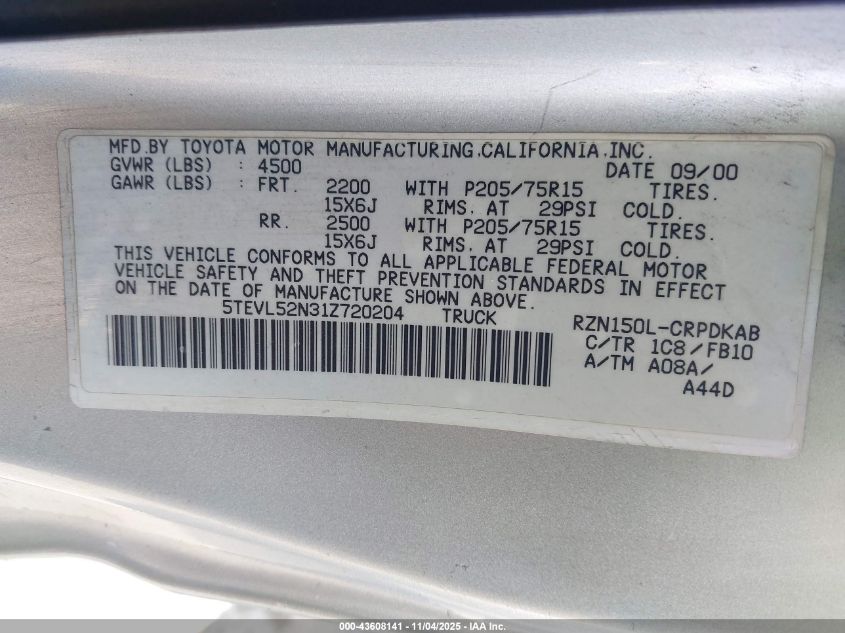 MFD.BY TOYOTA MOTOR MANUFACTURING,CALIFORNIA,INC.
GVWR (LBS) : 4500 DATE 09/00
GAWR (LBS) : FRT. 2200 WITH P205/75R15 TIRES.
15X6J RIMS. AT 29PSI COLD.
RR. 2500 WITH P205/75R15 TIRES.
15X6J RIMS. AT 29PSI COLD.
THIS VEHICLE CONFORMS TO ALL APPLICABLE FEDERAL MOTOR
VEHICLE SAFETY AND THEFT PREVENTION STANDARDS IN EFFECT
ON THE DATE OF MANUFACTURE SHOWN ABOVE.
5TEVL52N31Z720204 TRUCK RZN150L-CRPDKAB
C/TR 1C8/FB10
A/TM A08A/
A44D
000-43608141 - 11/04/2025 - IAA Inc.